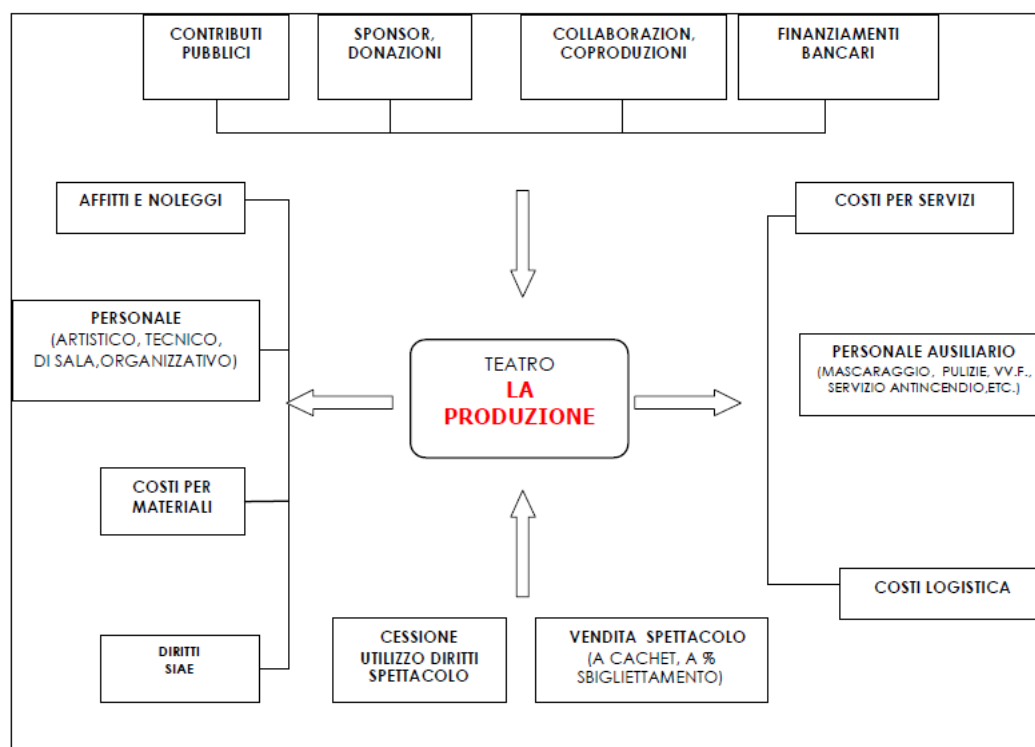 CONTRIBUTI
PUBBLICI
SPONSOR,
DONAZIONI
COLLABORAZION,
COPRODUZIONI
FINANZIAMENTI
BANCARI
AFFITTI E NOLEGGI
COSTI PER SERVIZI
PERSONALE
(ARTISTICO, TECNICO,
DI SALA,ORGANIZZATIVO)
TEATRO
LA
PRODUZIONE
PERSONALE AUSILIARIO
(MASCARAGGIO, PULIZIE, VV.F.,
SERVIZIO ANTINCENDIO,ETC.)
COSTI PER
MATERIALI
COSTI LOGISTICA
DIRITTI
SIAE
CESSIONE
UTILIZZO DIRITTI
SPETTACOLO
VENDITA SPETTACOLO
(A CACHET, A %
SBIGLIETTAMENTO)